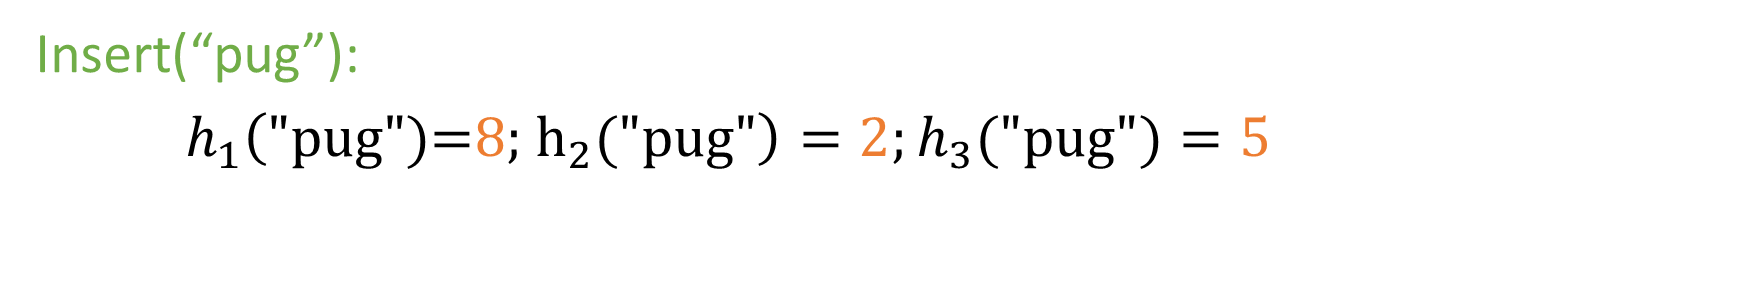 Insert(“pug”):
h₁("pug")=8; h₂("pug") = 2; h₃("pug") = 5